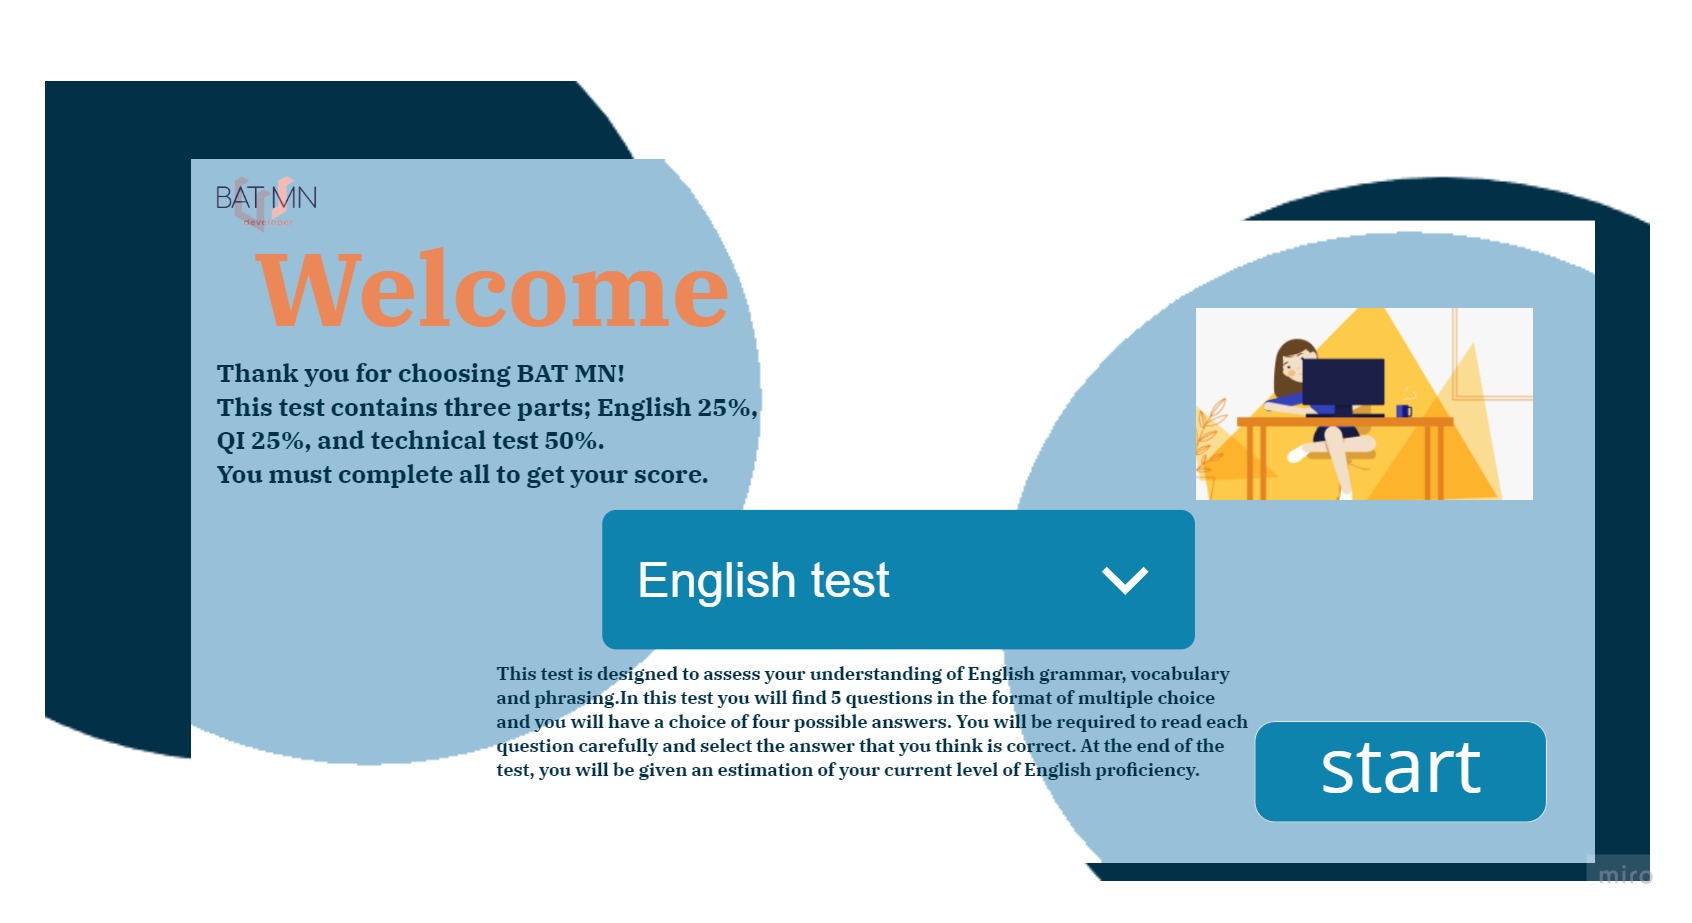 BAT MN
developer
Welcome
Thank you for choosing BAT MN!
This test contains three parts; English 25%,
QI 25%, and technical test 50%.
You must complete all to get your score.
English test
This test is designed to assess your understanding of English grammar, vocabulary
and phrasing.In this test you will find 5 questions in the format of multiple choice
and you will have a choice of four possible answers. You will be required to read each
question carefully and select the answer that you think is correct. At the end of the
test, you will be given an estimation of your current level of English proficiency.
start
miro